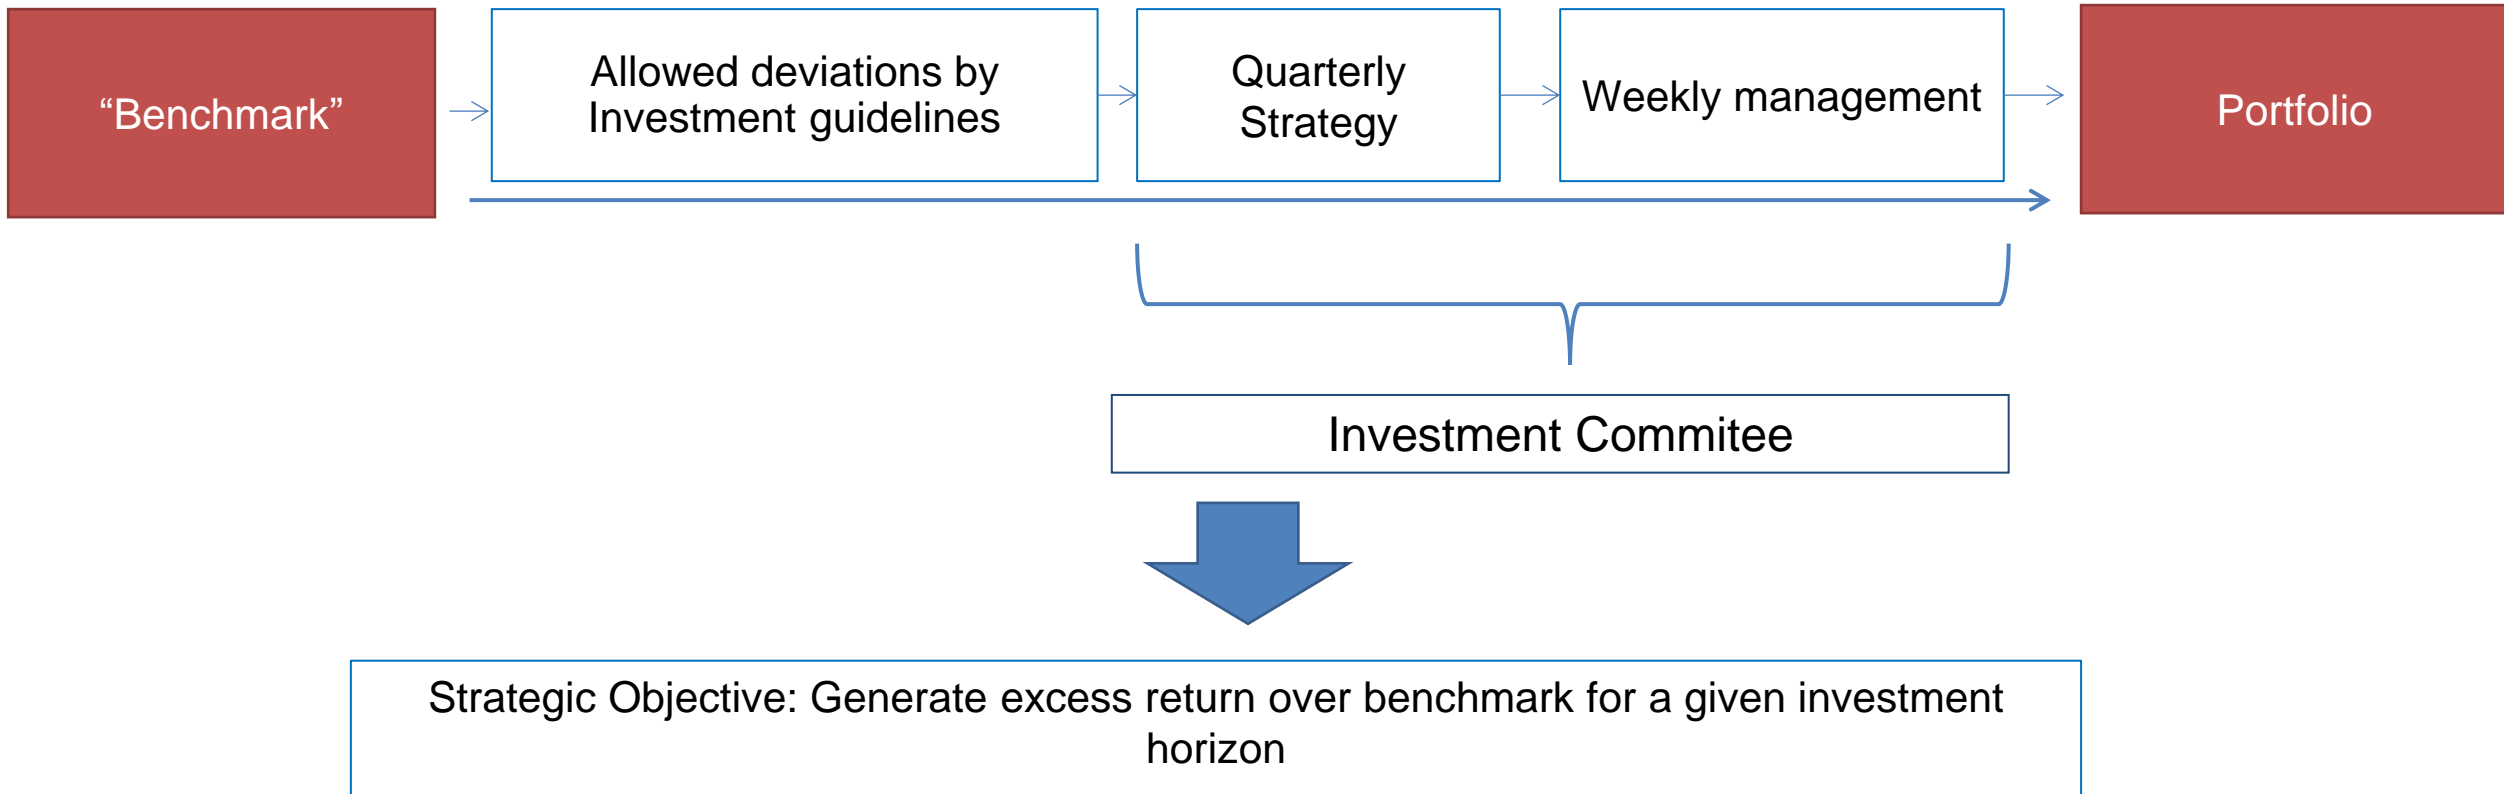 “Benchmark”
Allowed deviations by
Investment guidelines
Quarterly
Strategy
Weekly management
Portfolio
Investment Commitee
Strategic Objective: Generate excess return over benchmark for a given investment
horizon